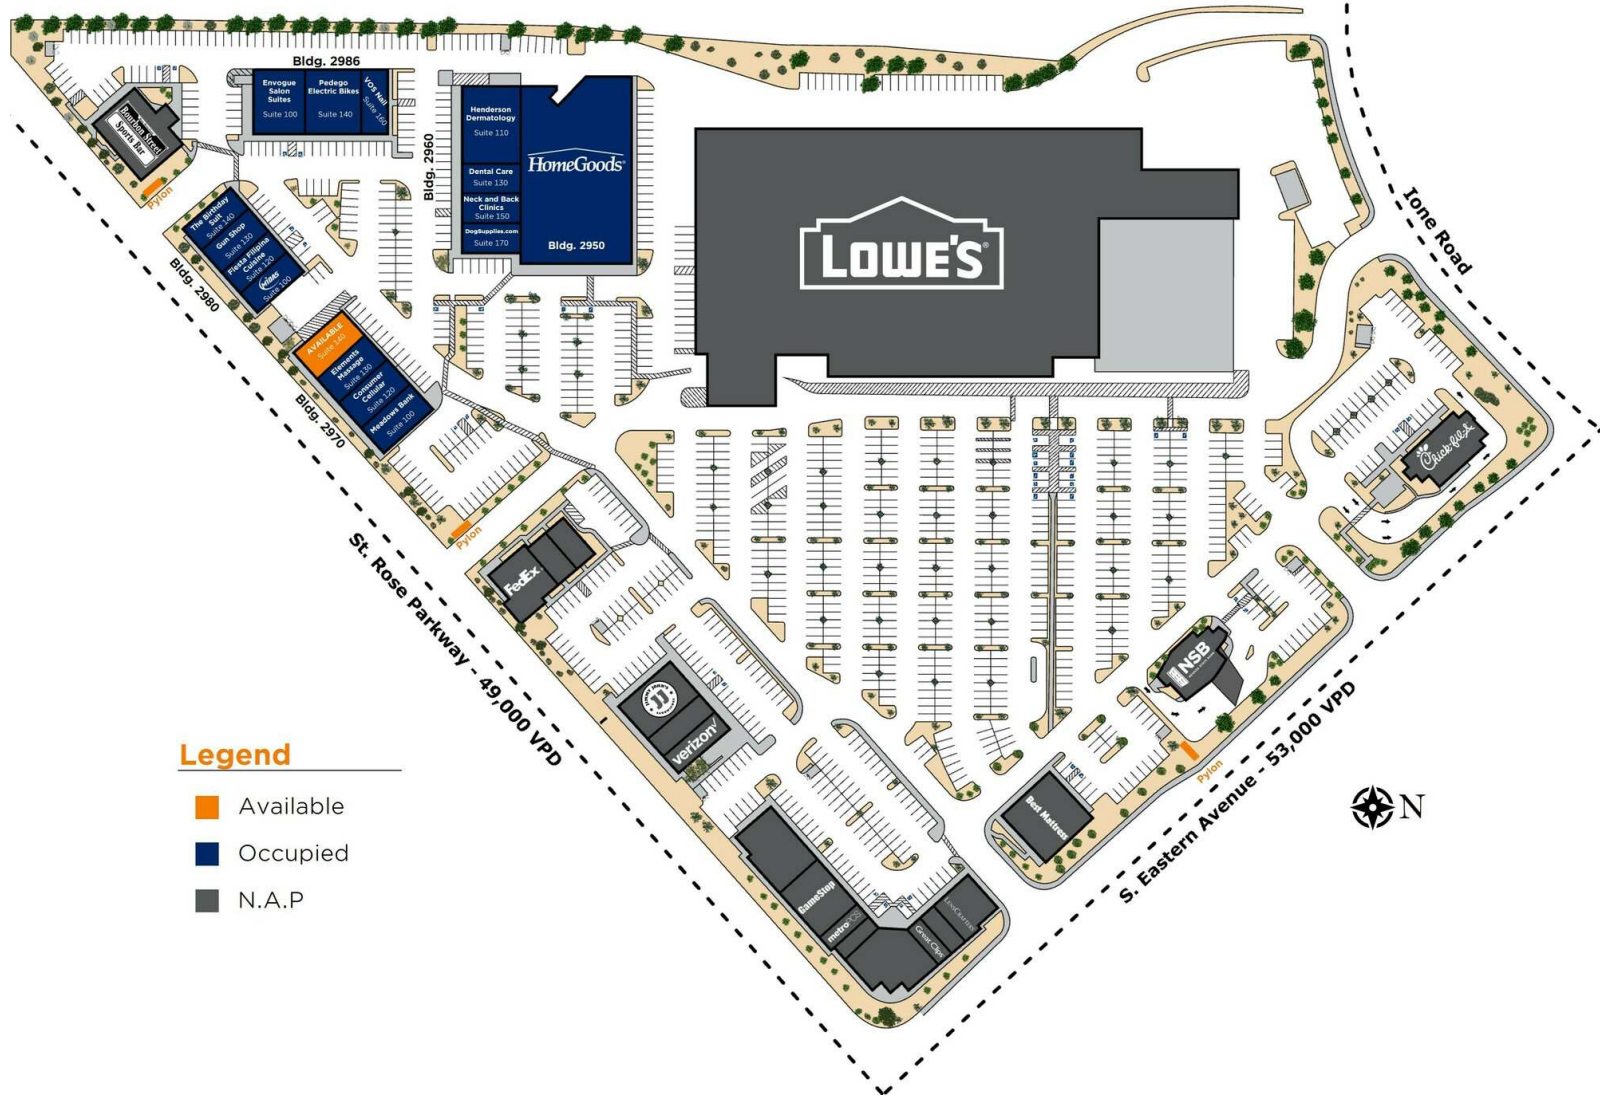 Bldg. 2986
Envogue
Salon
Suites
Suite 100
Pedego
Electric Bikes
Suite 140
VOS Nail
Suite 160
Bourbon Street
Sports Bar
Pylon
Bldg. 2960
Henderson
Dermatology
Suite 110
Dental Care
Suite 130
Neck and Back
Clinics
Suite 150
DogSupplies.com
Suite 170
HomeGoods
Bldg. 2950
LOWE'S
Ione Road
The Birthday
Suit
Suite 140
Gun Shop
Suite 130
Fiesta Filipina
Cuisine
Suite 120
MIDAS
Suite 100
Bldg. 2980
AVAILABLE
Suite 140
Elements
Massage
Suite 130
Consumer
Cellular
Suite 120
Meadows Bank
Suite 100
Bldg. 2970
Chick-fil-A
Pylon
FedEx
St. Rose Parkway - 49,000 VPD
NSB
JIMMY JOHN'S
JJ
verizon
Pylon
S. Eastern Avenue - 53,000 VPD
Best Mattress
GameStop
metroPCS
Great Clips
LensCrafters
N
Legend
Available
Occupied
N.A.P